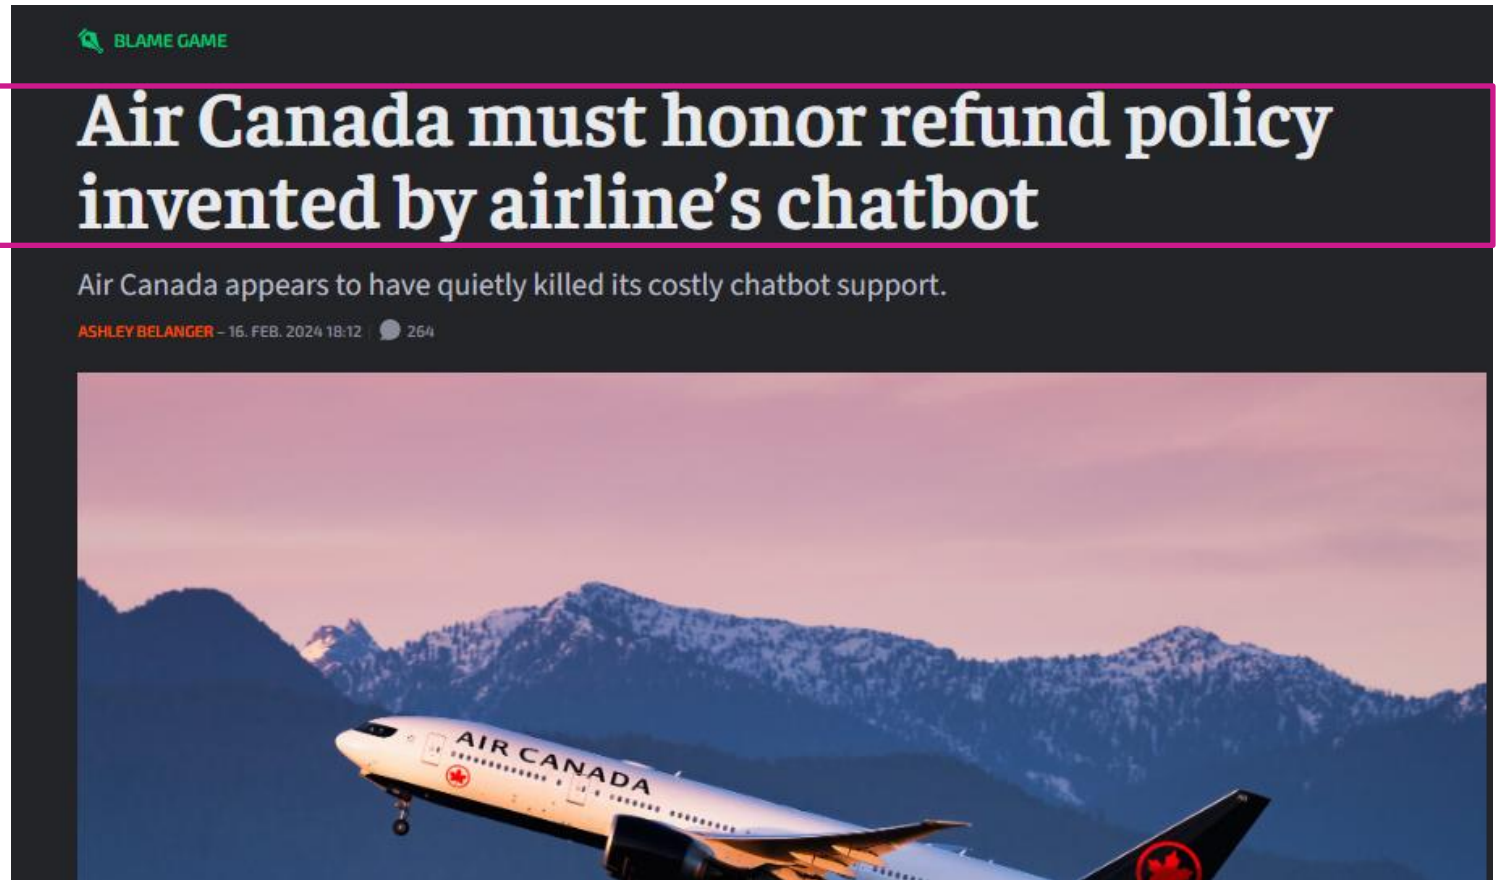 BLAME GAME
Air Canada must honor refund policy
invented by airline’s chatbot
Air Canada appears to have quietly killed its costly chatbot support.
ASHLEY BELANGER – 16. FEB. 2024 18:12 264
AIR CANADA